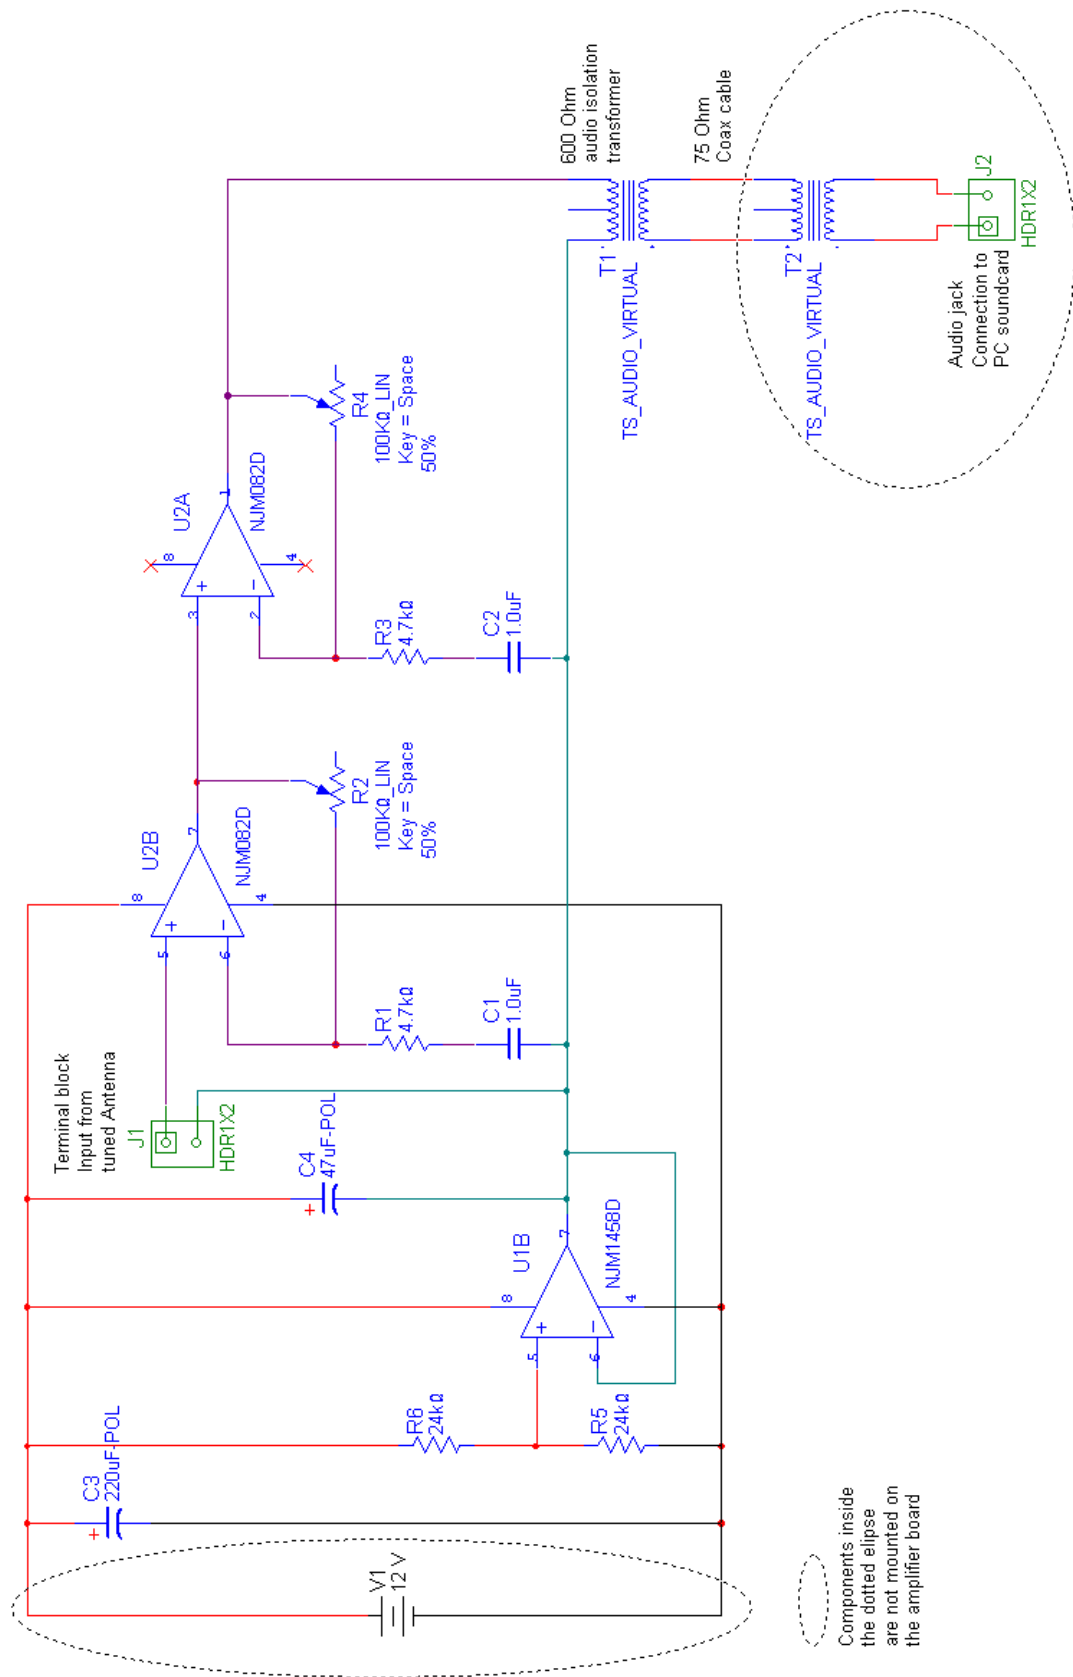 V1
12 V
C3
220uF-POL
+
R6
24kΩ
R5
24kΩ
U1B
NJM1458D
5
6
7
8
4
+
−
C4
47uF-POL
+
Terminal block
Input from
tuned Antenna
J1
HDR1X2
R1
4.7kΩ
C1
1.0uF
U2B
NJM082D
5
6
7
8
4
+
−
R2
100KΩ_LIN
Key = Space
50%
R3
4.7kΩ
C2
1.0uF
U2A
NJM082D
3
2
1
8
4
+
−
R4
100KΩ_LIN
Key = Space
50%
600 Ohm
audio isolation
transformer
T1
TS_AUDIO_VIRTUAL
75 Ohm
Coax cable
T2
TS_AUDIO_VIRTUAL
J2
HDR1X2
Audio jack
Connection to
PC soundcard
Components inside
the dotted elipse
are not mounted on
the amplifier board